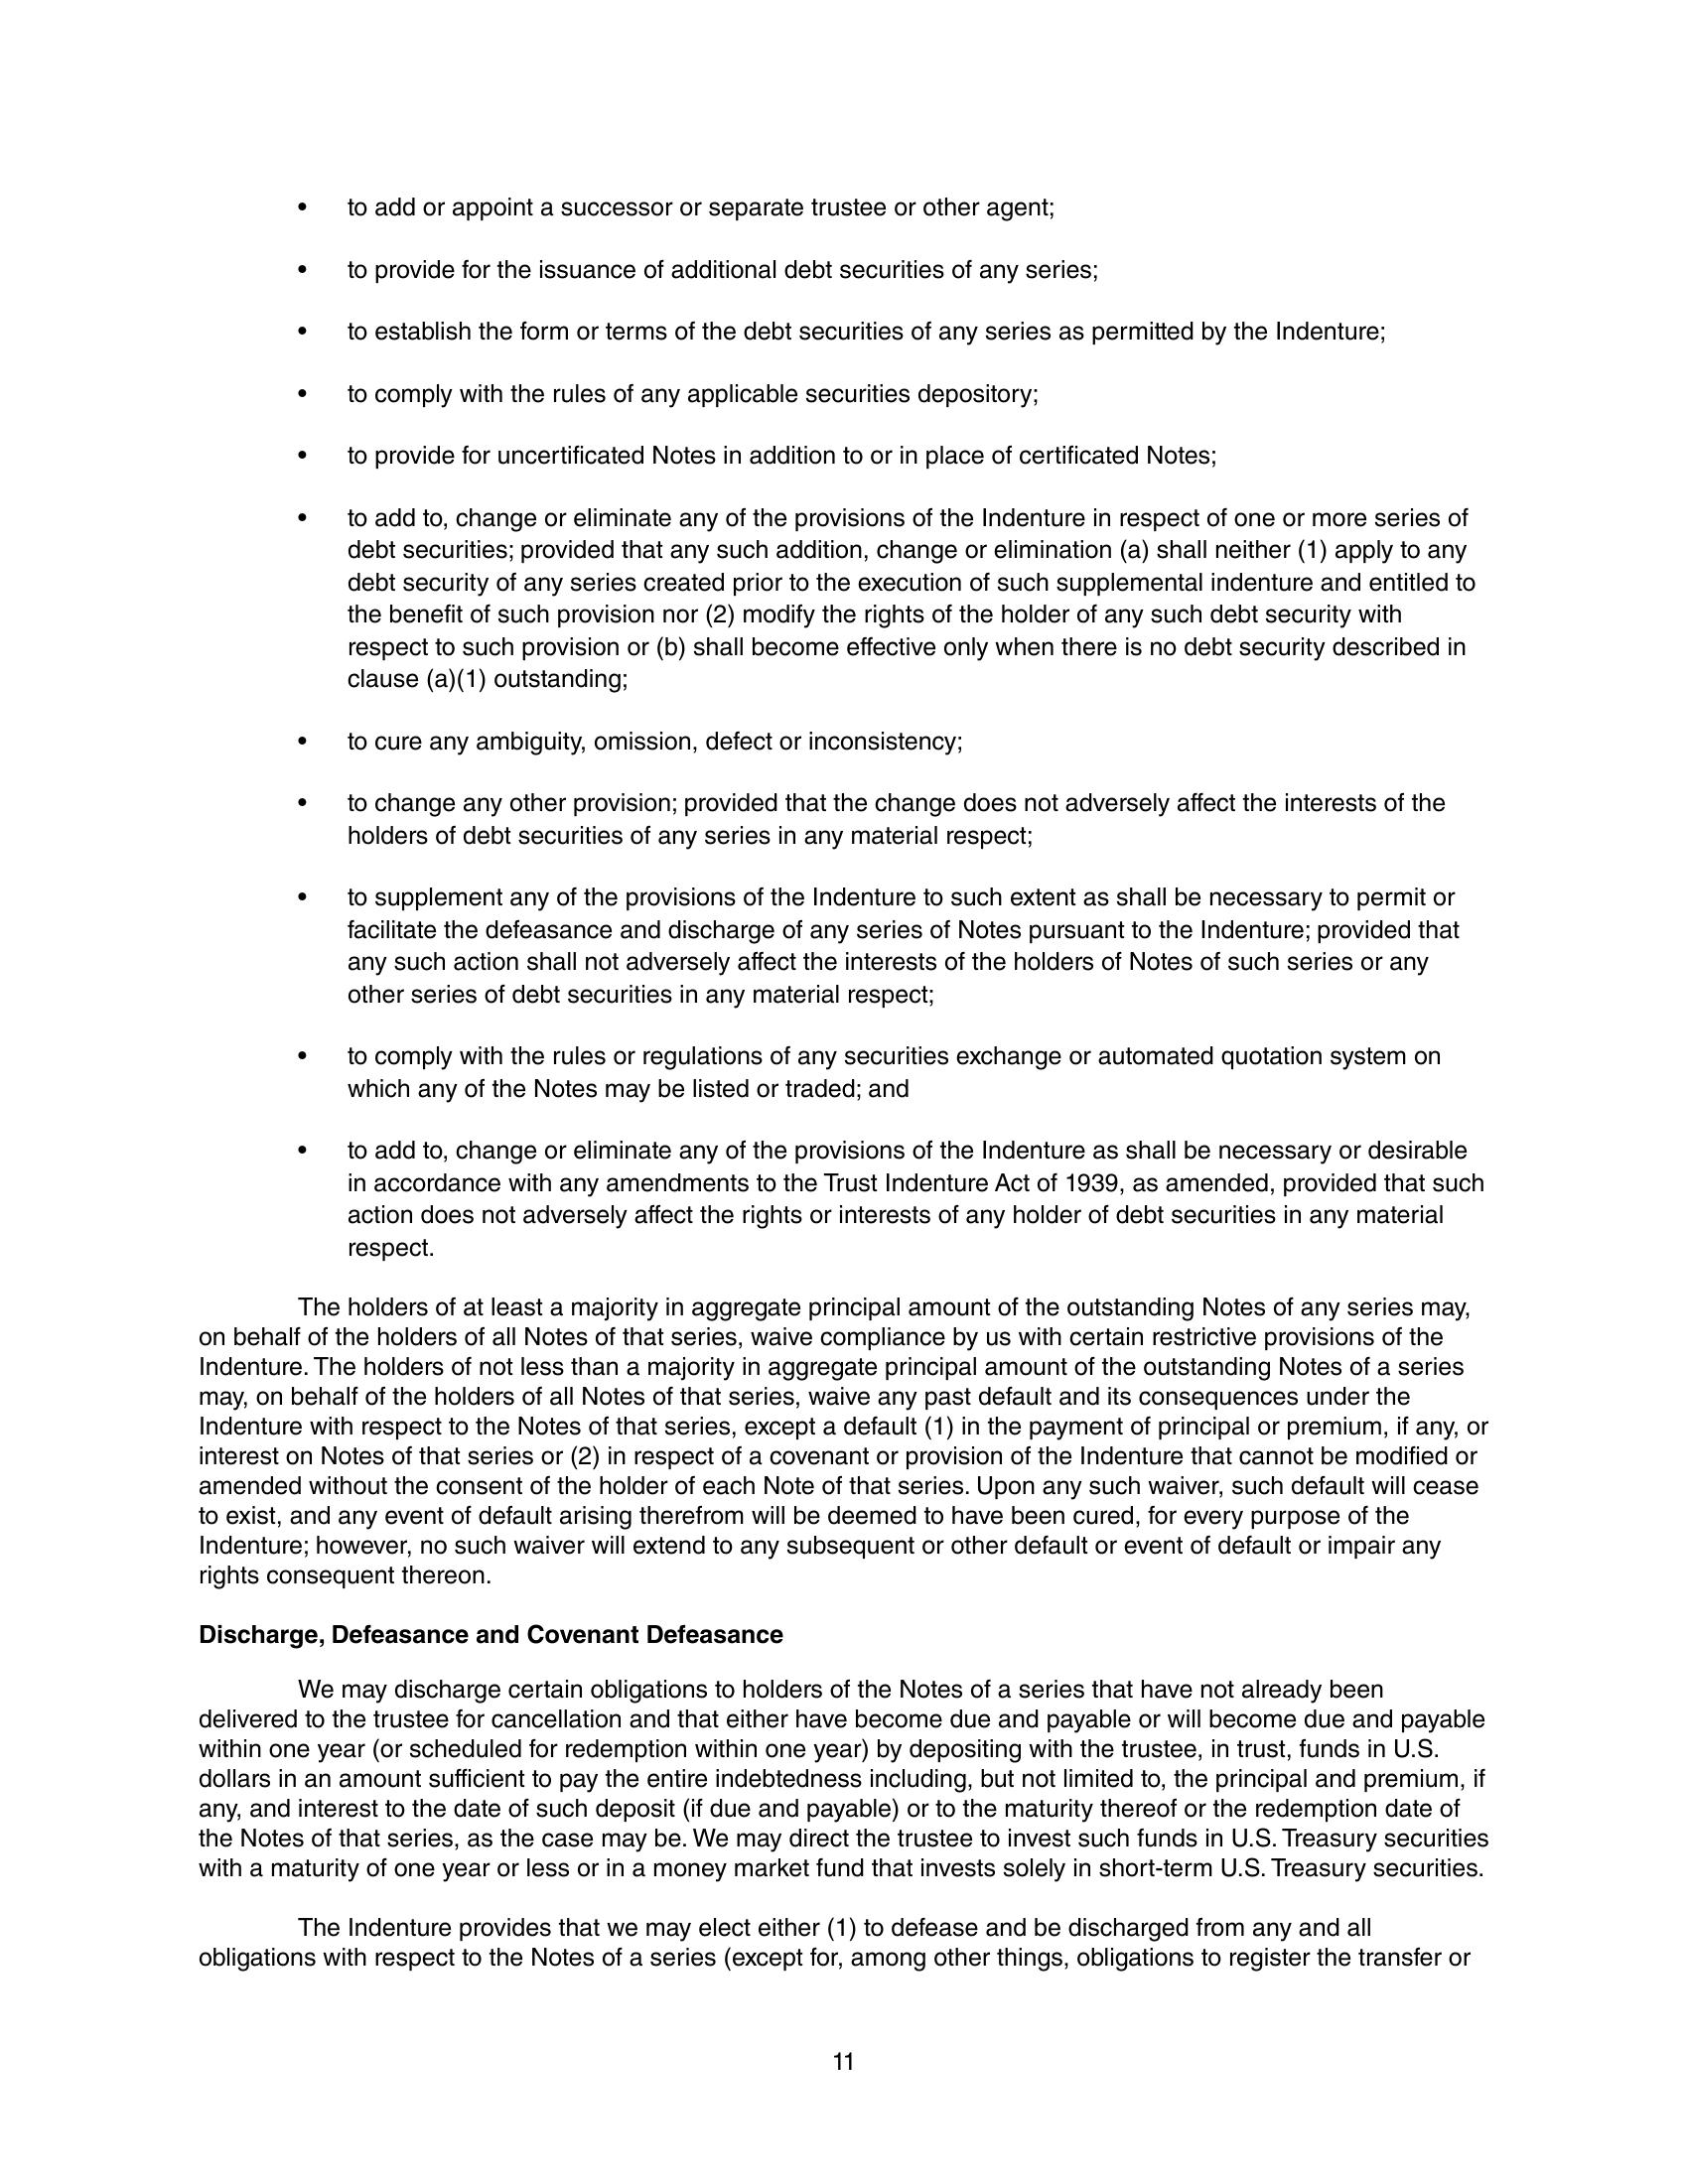 • to add or appoint a successor or separate trustee or other agent;
• to provide for the issuance of additional debt securities of any series;
• to establish the form or terms of the debt securities of any series as permitted by the Indenture;
• to comply with the rules of any applicable securities depository;
• to provide for uncertificated Notes in addition to or in place of certificated Notes;
• to add to, change or eliminate any of the provisions of the Indenture in respect of one or more series of
debt securities; provided that any such addition, change or elimination (a) shall neither (1) apply to any
debt security of any series created prior to the execution of such supplemental indenture and entitled to
the benefit of such provision nor (2) modify the rights of the holder of any such debt security with
respect to such provision or (b) shall become effective only when there is no debt security described in
clause (a)(1) outstanding;
• to cure any ambiguity, omission, defect or inconsistency;
• to change any other provision; provided that the change does not adversely affect the interests of the
holders of debt securities of any series in any material respect;
• to supplement any of the provisions of the Indenture to such extent as shall be necessary to permit or
facilitate the defeasance and discharge of any series of Notes pursuant to the Indenture; provided that
any such action shall not adversely affect the interests of the holders of Notes of such series or any
other series of debt securities in any material respect;
• to comply with the rules or regulations of any securities exchange or automated quotation system on
which any of the Notes may be listed or traded; and
• to add to, change or eliminate any of the provisions of the Indenture as shall be necessary or desirable
in accordance with any amendments to the Trust Indenture Act of 1939, as amended, provided that such
action does not adversely affect the rights or interests of any holder of debt securities in any material
respect.
The holders of at least a majority in aggregate principal amount of the outstanding Notes of any series may,
on behalf of the holders of all Notes of that series, waive compliance by us with certain restrictive provisions of the
Indenture. The holders of not less than a majority in aggregate principal amount of the outstanding Notes of a series
may, on behalf of the holders of all Notes of that series, waive any past default and its consequences under the
Indenture with respect to the Notes of that series, except a default (1) in the payment of principal or premium, if any, or
interest on Notes of that series or (2) in respect of a covenant or provision of the Indenture that cannot be modified or
amended without the consent of the holder of each Note of that series. Upon any such waiver, such default will cease
to exist, and any event of default arising therefrom will be deemed to have been cured, for every purpose of the
Indenture; however, no such waiver will extend to any subsequent or other default or event of default or impair any
rights consequent thereon.
Discharge, Defeasance and Covenant Defeasance
We may discharge certain obligations to holders of the Notes of a series that have not already been
delivered to the trustee for cancellation and that either have become due and payable or will become due and payable
within one year (or scheduled for redemption within one year) by depositing with the trustee, in trust, funds in U.S.
dollars in an amount sufficient to pay the entire indebtedness including, but not limited to, the principal and premium, if
any, and interest to the date of such deposit (if due and payable) or to the maturity thereof or the redemption date of
the Notes of that series, as the case may be. We may direct the trustee to invest such funds in U.S. Treasury securities
with a maturity of one year or less or in a money market fund that invests solely in short-term U.S. Treasury securities.
The Indenture provides that we may elect either (1) to defease and be discharged from any and all
obligations with respect to the Notes of a series (except for, among other things, obligations to register the transfer or
11